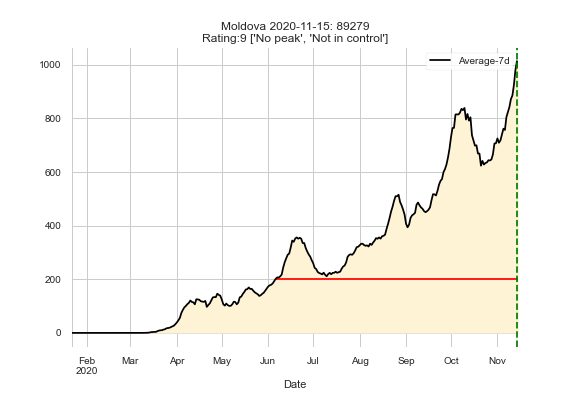 Moldova 2020-11-15: 89279
Rating:9 ['No peak', 'Not in control']
Average-7d
1000
800
600
400
200
0
Feb Mar Apr May Jun Jul Aug Sep Oct Nov
2020
Date